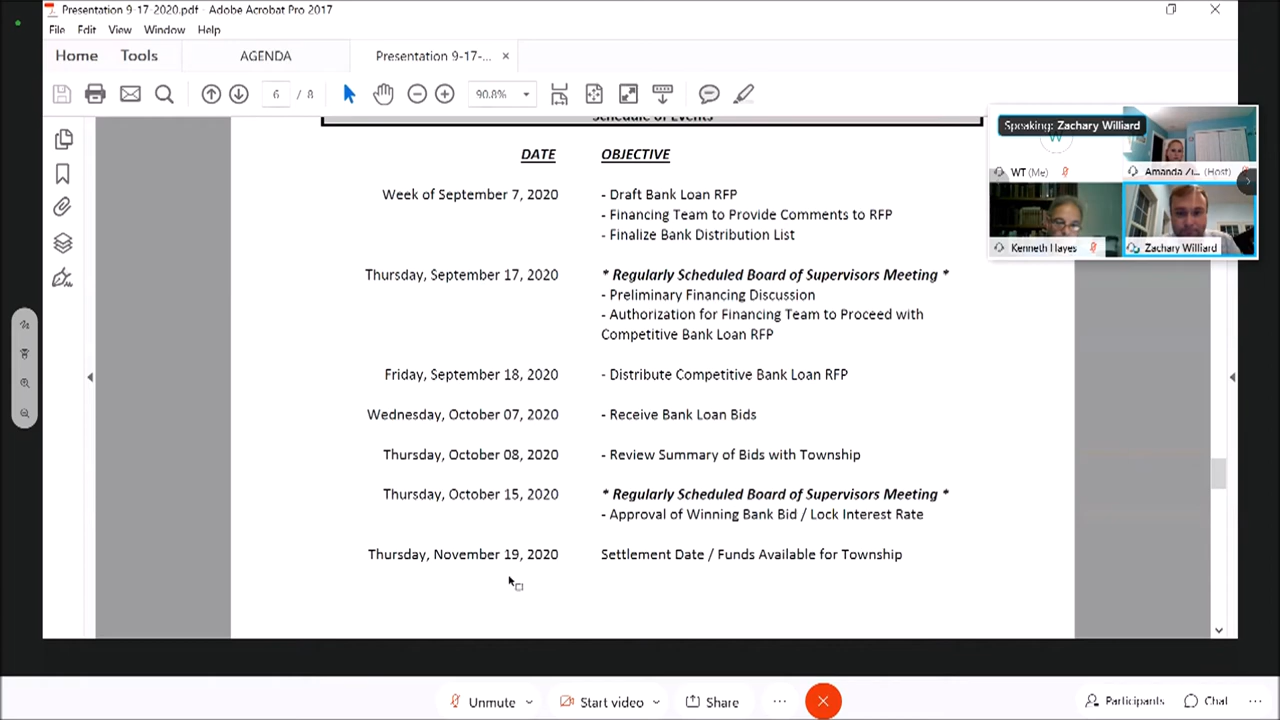 Presentation 9-17-2020.pdf - Adobe Acrobat Pro 2017
File Edit View Window Help
Home Tools AGENDA Presentation 9-17-... ×
6 / 8 90.8%
Schedule of Events
Speaking: Zachary Williard
WT (Me)
(Host)
Kenneth Hayes
Zachary Williard
DATE OBJECTIVE
Week of September 7, 2020 - Draft Bank Loan RFP
- Financing Team to Provide Comments to RFP
- Finalize Bank Distribution List
Thursday, September 17, 2020 * Regularly Scheduled Board of Supervisors Meeting *
- Preliminary Financing Discussion
- Authorization for Financing Team to Proceed with
Competitive Bank Loan RFP
Friday, September 18, 2020 - Distribute Competitive Bank Loan RFP
Wednesday, October 07, 2020 - Receive Bank Loan Bids
Thursday, October 08, 2020 - Review Summary of Bids with Township
Thursday, October 15, 2020 * Regularly Scheduled Board of Supervisors Meeting *
- Approval of Winning Bank Bid / Lock Interest Rate
Thursday, November 19, 2020 Settlement Date / Funds Available for Township
Unmute Start video Share ... Participants Chat ...